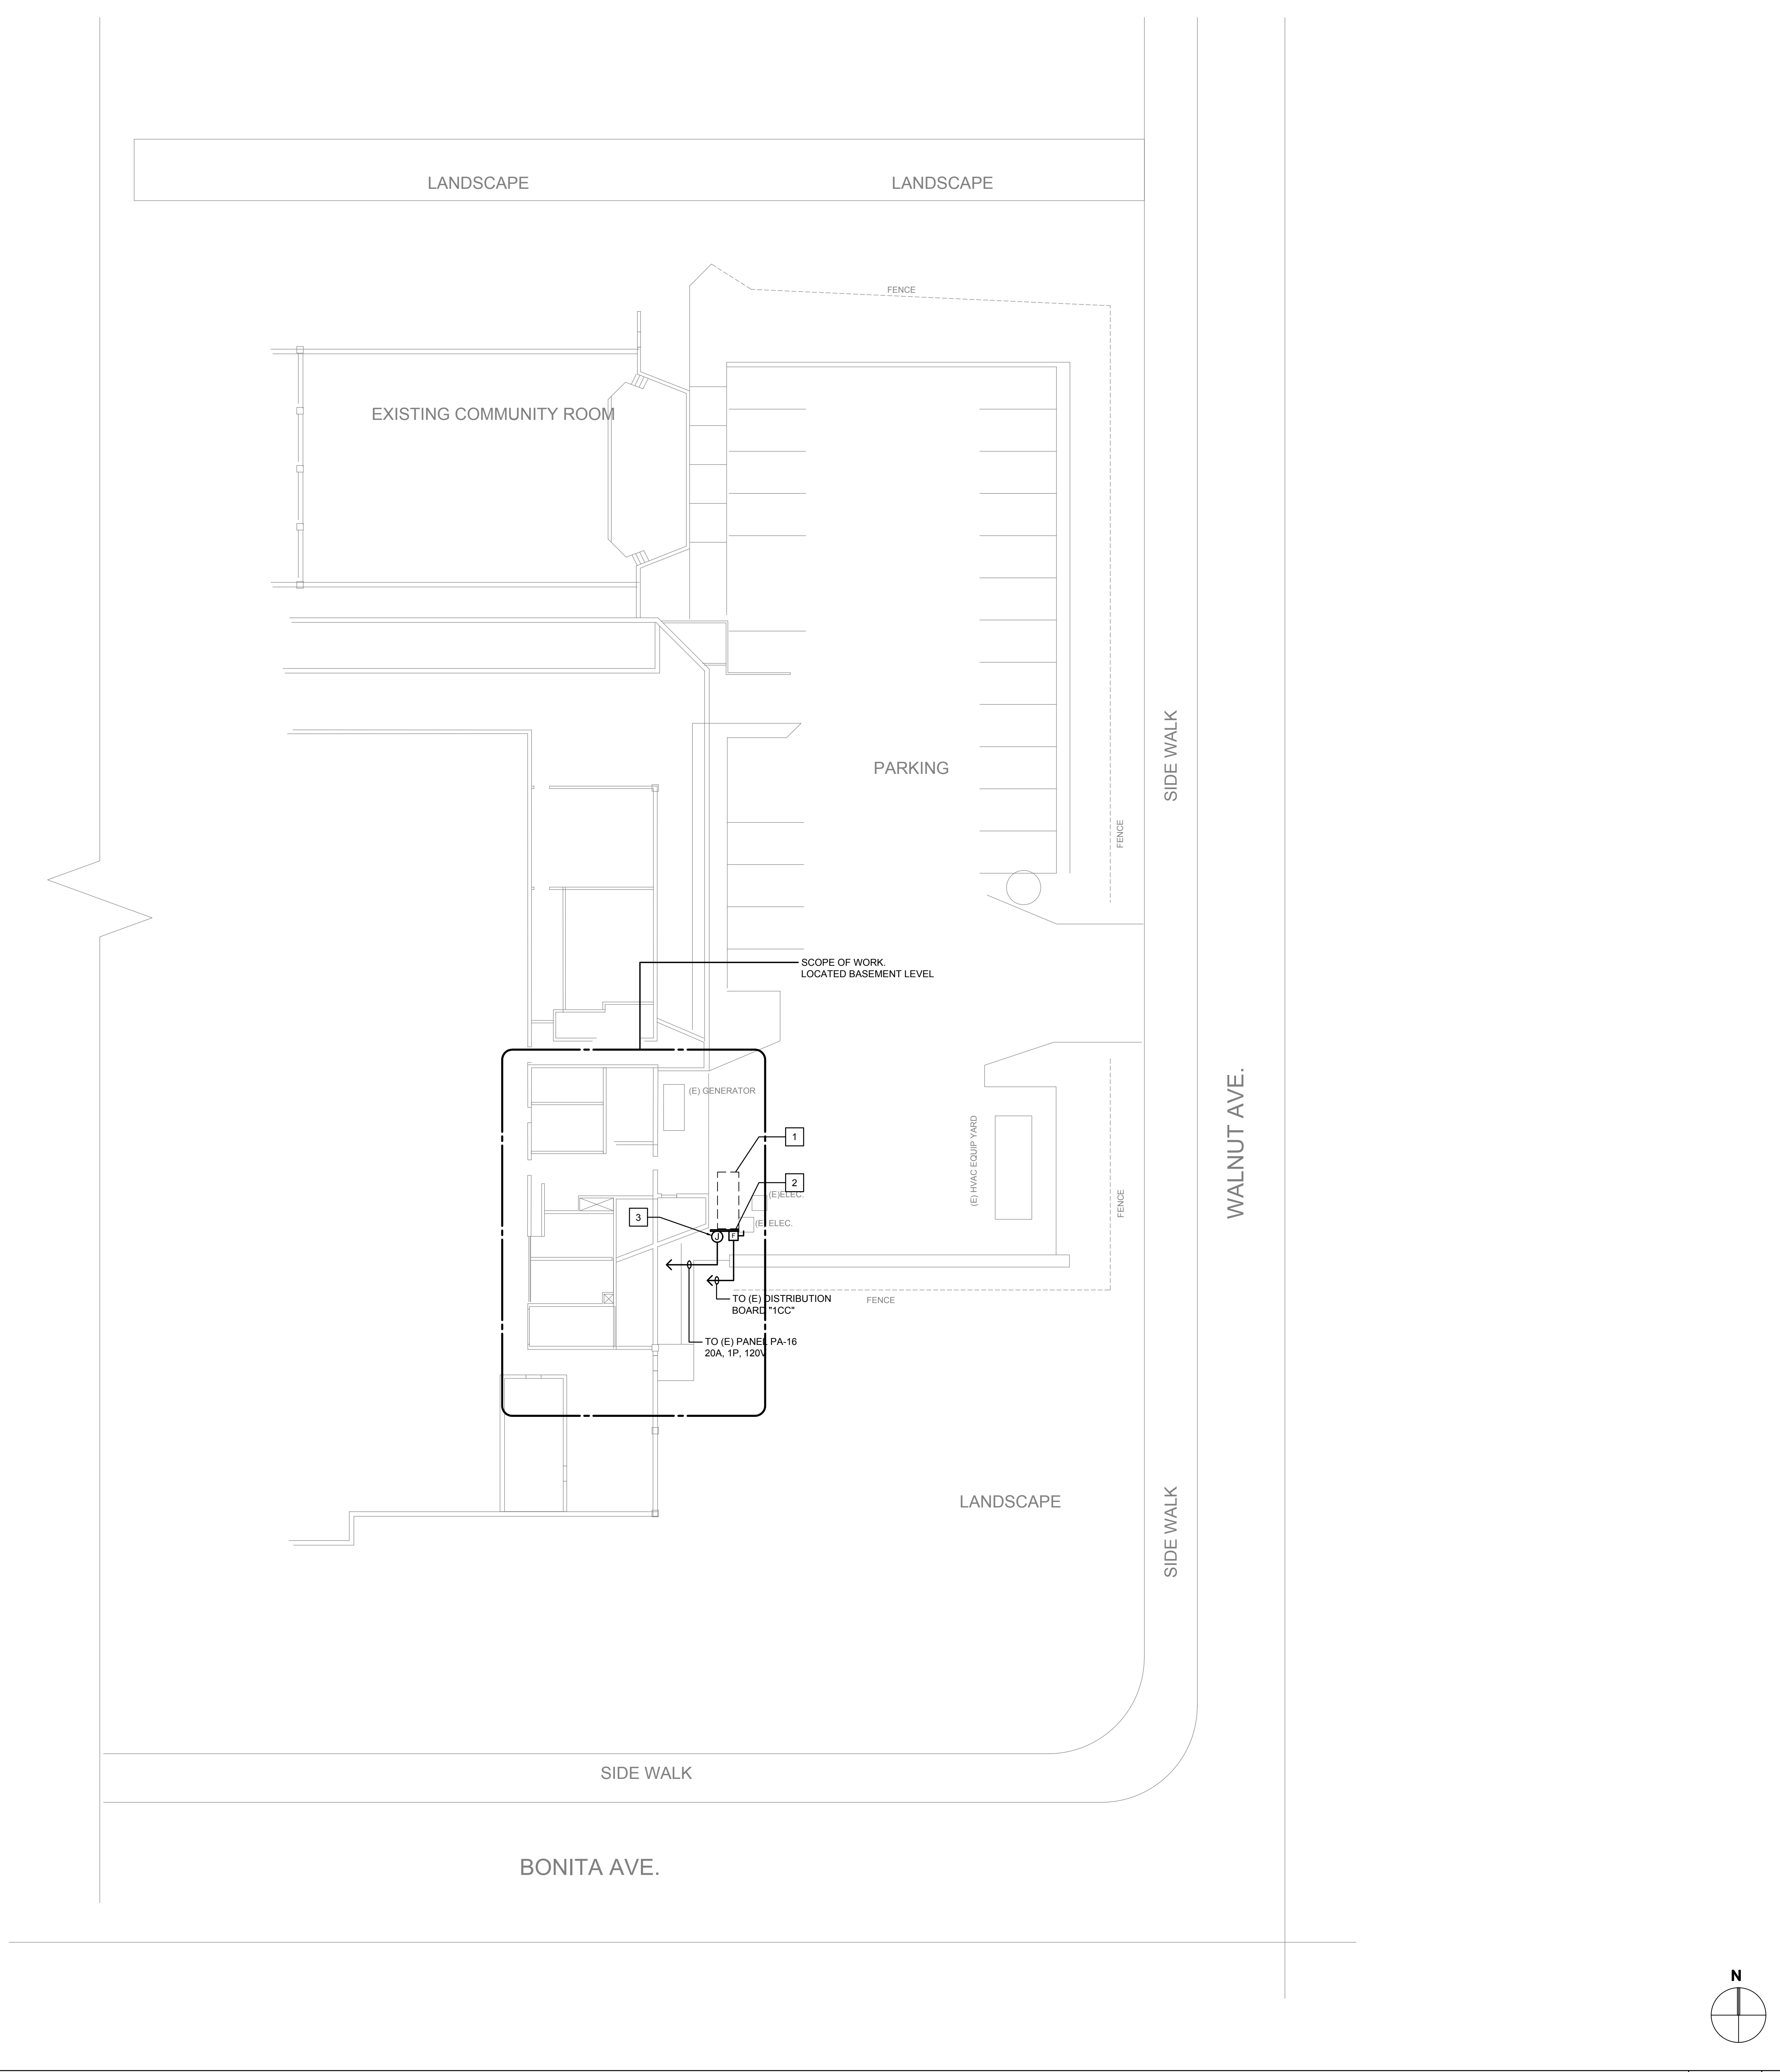 LANDSCAPE
LANDSCAPE
FENCE
EXISTING COMMUNITY ROOM
SIDE WALK
PARKING
FENCE
SCOPE OF WORK.
LOCATED BASEMENT LEVEL
WALNUT AVE.
(E) GENERATOR
(E) HVAC EQUIP YARD
1
2
(E)ELEC.
FENCE
3
(E) ELEC.
J
F
TO (E) DISTRIBUTION
BOARD "1CC"
FENCE
TO (E) PANEL PA-16
20A, 1P, 120V
LANDSCAPE
SIDE WALK
SIDE WALK
BONITA AVE.
N